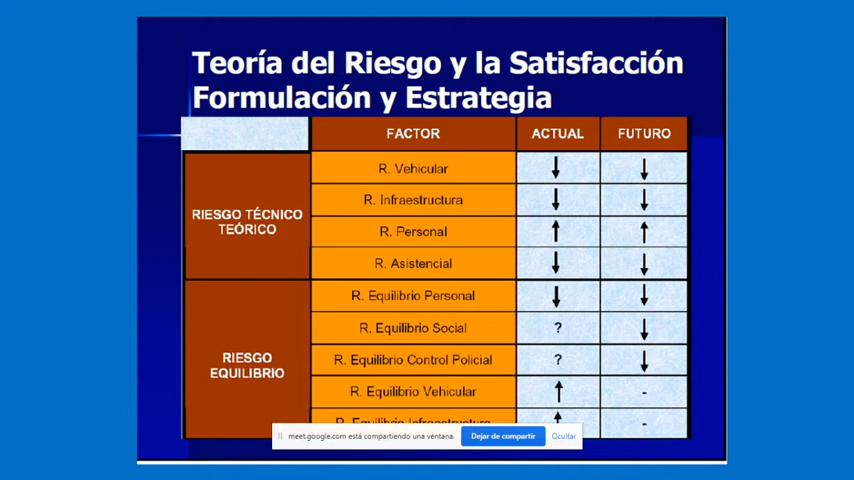 Teoría del Riesgo y la Satisfacción
Formulación y Estrategia
FACTOR ACTUAL FUTURO
RIESGO TÉCNICO
TEÓRICO
R. Vehicular ↓ ↓
R. Infraestructura ↓ ↓
R. Personal ↑ ↑
R. Asistencial ↓ ↓
RIESGO
EQUILIBRIO
R. Equilibrio Personal ↓ ↓
R. Equilibrio Social ? ↓
R. Equilibrio Control Policial ? ↓
R. Equilibrio Vehicular ↑ -
R. Equilibrio Infraestructura ↑ -
meet.google.com está compartiendo una ventana. Dejar de compartir Ocultar